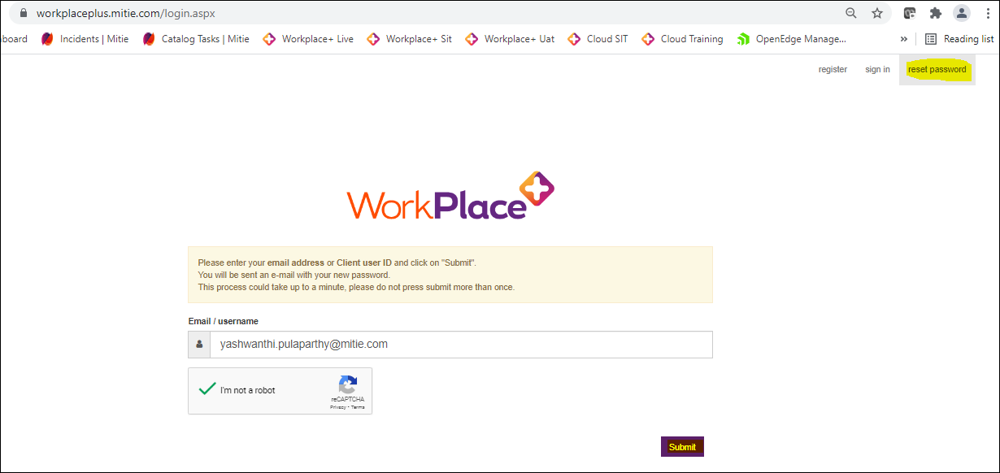 workplaceplus.mitie.com/login.aspx
board Incidents | Mitie Catalog Tasks | Mitie Workplace+ Live Workplace+ Sit Workplace+ Uat Cloud SIT Cloud Training OpenEdge Manage... » Reading list
register sign in reset password
WorkPlace
Please enter your email address or Client user ID and click on "Submit".
You will be sent an e-mail with your new password.
This process could take up to a minute, please do not press submit more than once.
Email / username
yashwanthi.pulaparthy@mitie.com
I'm not a robot
reCAPTCHA
Privacy - Terms
Submit